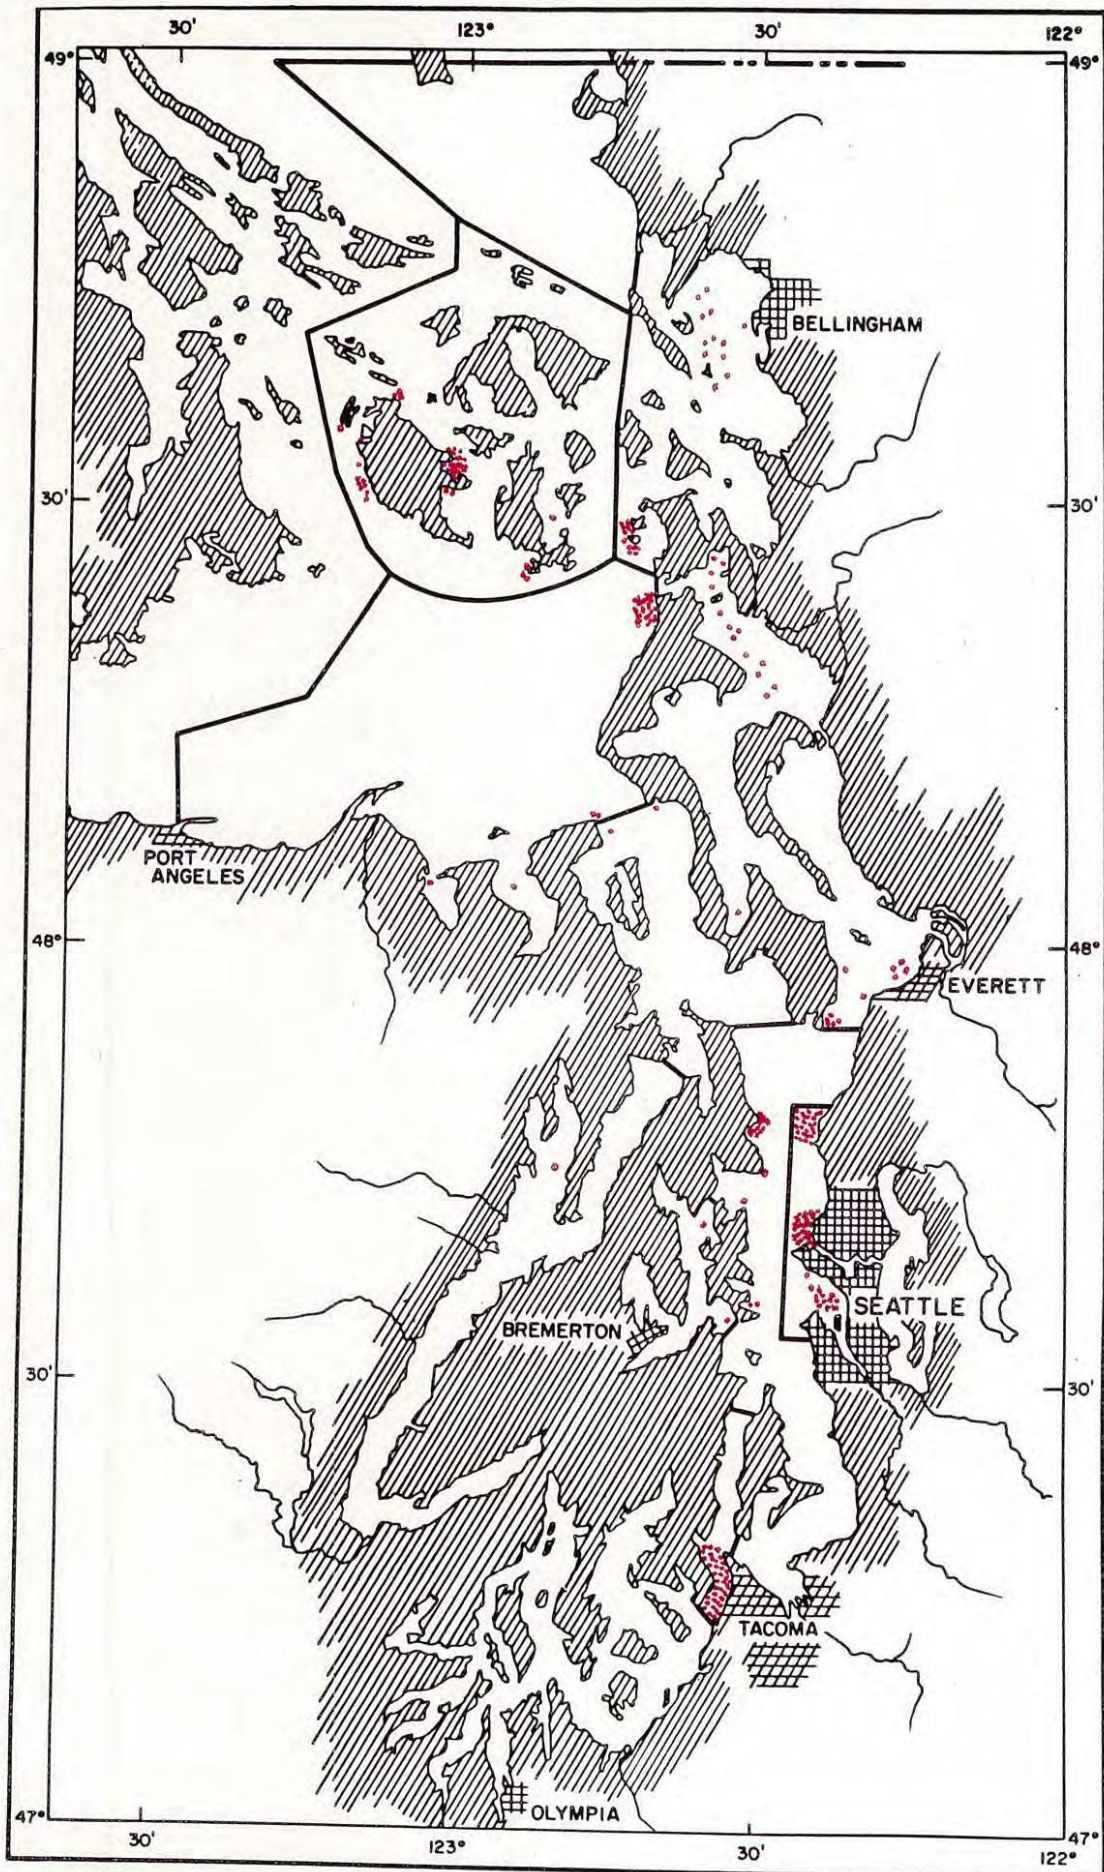 30' 123° 30' 122°
49° 49°
BELLINGHAM
30' 30'
PORT
ANGELES
48° 48°
EVERETT
SEATTLE
BREMERTON
30' 30'
TACOMA
OLYMPIA
47° 47°
30' 123° 30' 122°